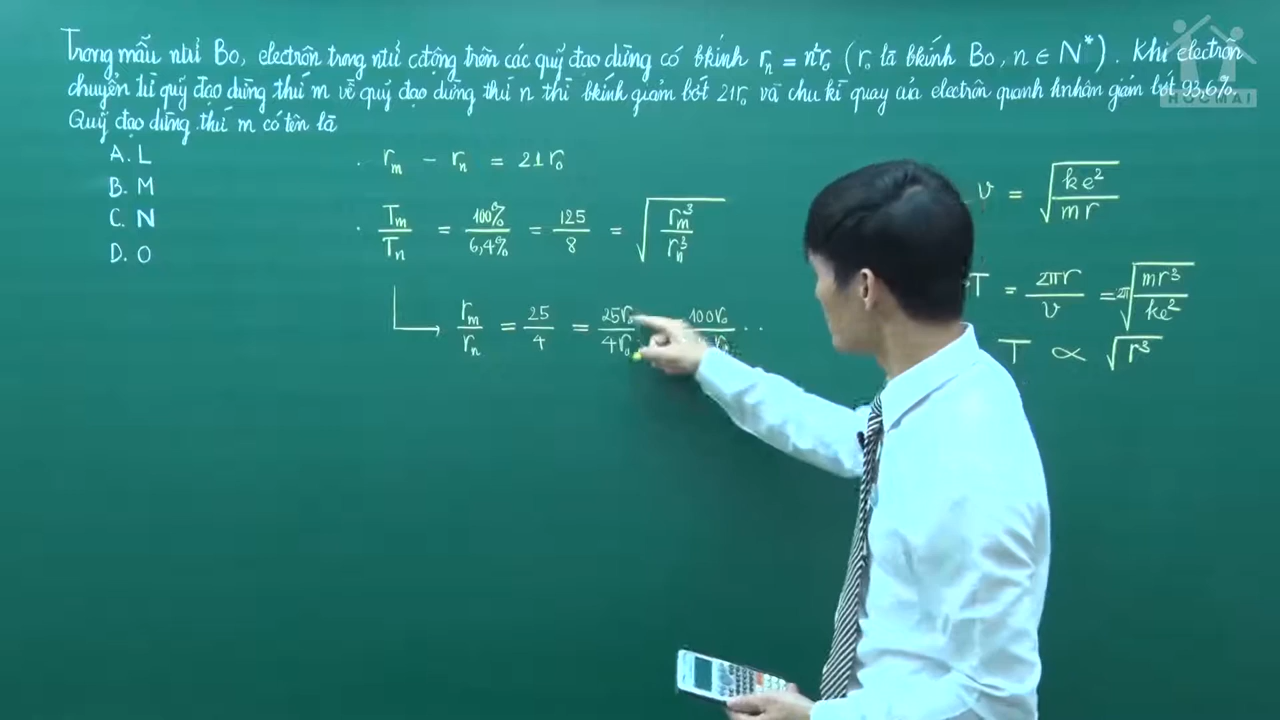 Trong mẫu ntử Bo, electrôn trong ntử cđộng trên các quỹ đạo dừng có bkính rₙ = n²r₀ ( r₀ là bkính Bo, n ∈ N* ). Khi electrôn
chuyển từ quỹ đạo dừng thứ m về quỹ đạo dừng thứ n thì bkính giảm bớt 21r₀ và chu kì quay của electrôn quanh hnhân giảm bớt 93,6%.
Quỹ đạo dừng thứ m có tên là
A. L
B. M
C. N
D. O
. rₘ - rₙ = 21r₀
. Tₘ/Tₙ = 100%/6,4% = 125/8 = √(rₘ³/rₙ³)
rₘ/rₙ = 25/4 = 25r₀/4r₀ 100r₀ ...
v = √(ke²/mr)
T = 2πr/v = 2π√(mr³/ke²)
T ∝ √r³
HOCMAI